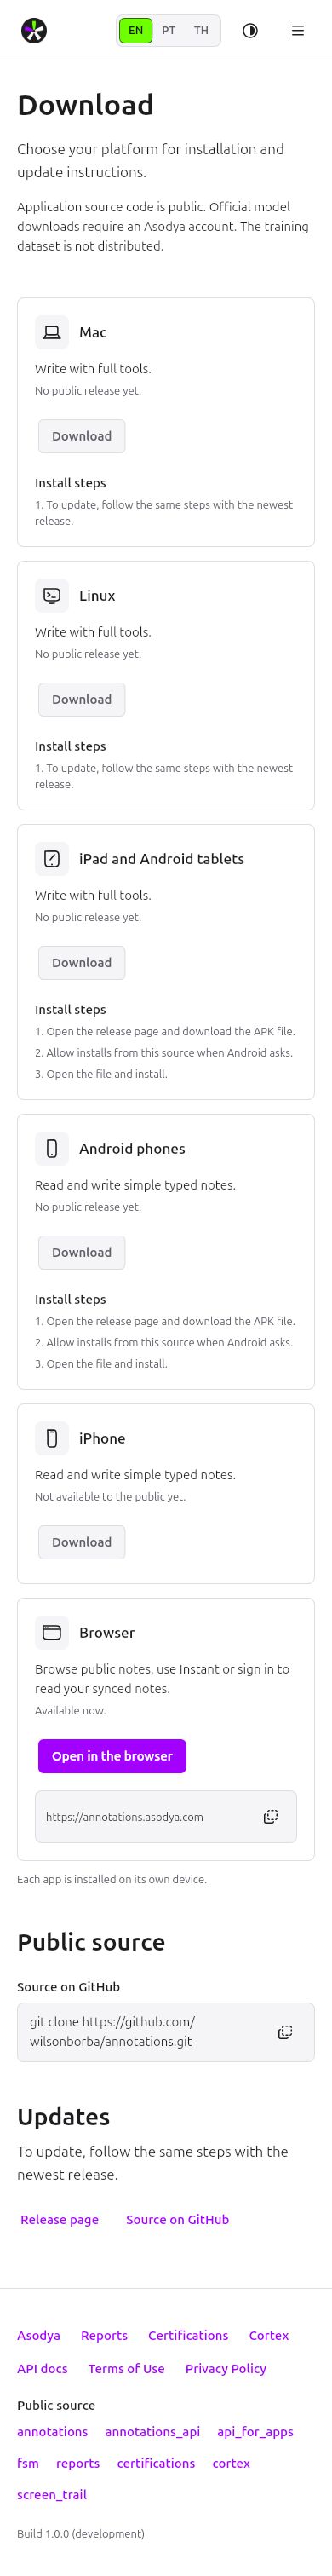 EN PT TH
Download
Choose your platform for installation and
update instructions.
Application source code is public. Official model
downloads require an Asodya account. The training
dataset is not distributed.
Mac
Write with full tools.
No public release yet.
Download
Install steps
1. To update, follow the same steps with the newest
release.
Linux
Write with full tools.
No public release yet.
Download
Install steps
1. To update, follow the same steps with the newest
release.
iPad and Android tablets
Write with full tools.
No public release yet.
Download
Install steps
1. Open the release page and download the APK file.
2. Allow installs from this source when Android asks.
3. Open the file and install.
Android phones
Read and write simple typed notes.
No public release yet.
Download
Install steps
1. Open the release page and download the APK file.
2. Allow installs from this source when Android asks.
3. Open the file and install.
iPhone
Read and write simple typed notes.
Not available to the public yet.
Download
Browser
Browse public notes, use Instant or sign in to
read your synced notes.
Available now.
Open in the browser
https://annotations.asodya.com
Each app is installed on its own device.
Public source
Source on GitHub
git clone https://github.com/
wilsonborba/annotations.git
Updates
To update, follow the same steps with the
newest release.
Release page Source on GitHub
Asodya Reports Certifications Cortex
API docs Terms of Use Privacy Policy
Public source
annotations annotations_api api_for_apps
fsm reports certifications cortex
screen_trail
Build 1.0.0 (development)